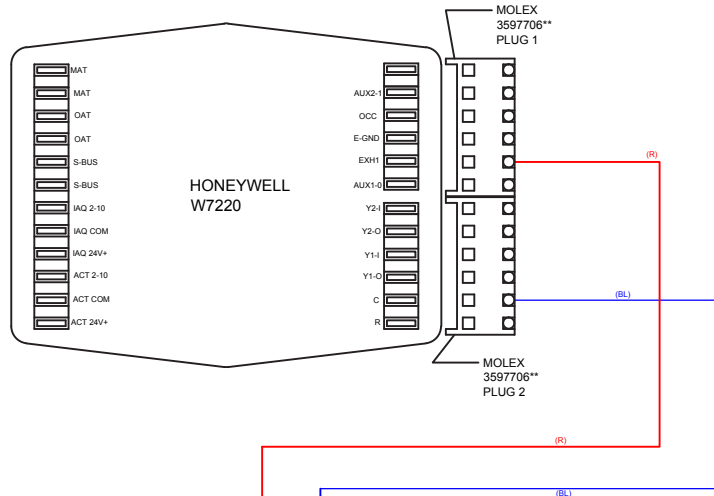 MOLEX
3597706**
PLUG 1
MAT
MAT
OAT
OAT
S-BUS
S-BUS
IAQ 2-10
IAQ COM
IAQ 24V+
ACT 2-10
ACT COM
ACT 24V+
HONEYWELL
W7220
AUX2-1
OCC
E-GND
EXH1
AUX1-0
Y2-I
Y2-O
Y1-I
Y1-O
C
R
(R)
(BL)
MOLEX
3597706**
PLUG 2
(R)
(BL)